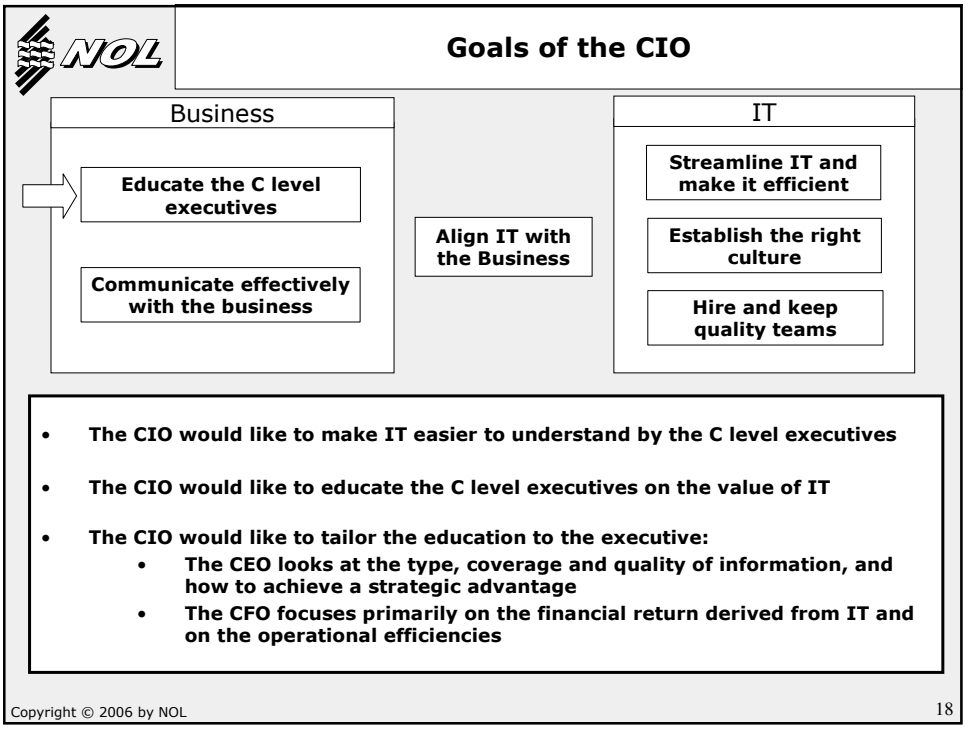 NOL
Goals of the CIO
Business
Educate the C level
executives
Communicate effectively
with the business
Align IT with
the Business
IT
Streamline IT and
make it efficient
Establish the right
culture
Hire and keep
quality teams
• The CIO would like to make IT easier to understand by the C level executives
• The CIO would like to educate the C level executives on the value of IT
• The CIO would like to tailor the education to the executive:
• The CEO looks at the type, coverage and quality of information, and
how to achieve a strategic advantage
• The CFO focuses primarily on the financial return derived from IT and
on the operational efficiencies
Copyright © 2006 by NOL
18